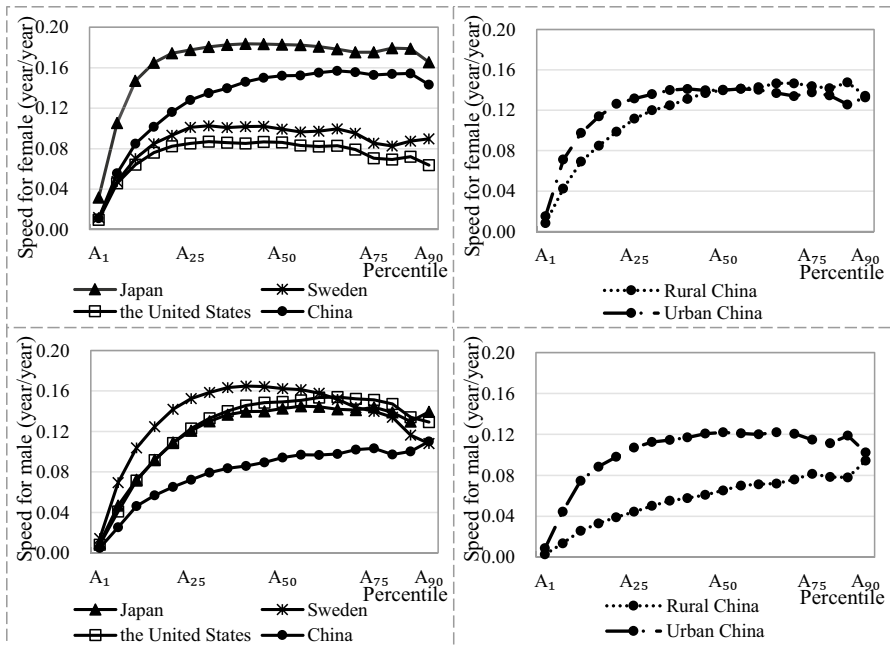 Speed for female (year/year)
0.20
0.16
0.12
0.08
0.04
0.00
A₁ A₂₅ A₅₀ A₇₅ A₉₀
Percentile
Japan Sweden
the United States China
Speed for female (year/year)
0.20
0.16
0.12
0.08
0.04
0.00
A₁ A₂₅ A₅₀ A₇₅ A₉₀
Percentile
Rural China
Urban China
Speed for male (year/year)
0.20
0.16
0.12
0.08
0.04
0.00
A₁ A₂₅ A₅₀ A₇₅ A₉₀
Percentile
Japan Sweden
the United States China
Speed for male (year/year)
0.20
0.16
0.12
0.08
0.04
0.00
A₁ A₂₅ A₅₀ A₇₅ A₉₀
Percentile
Rural China
Urban China